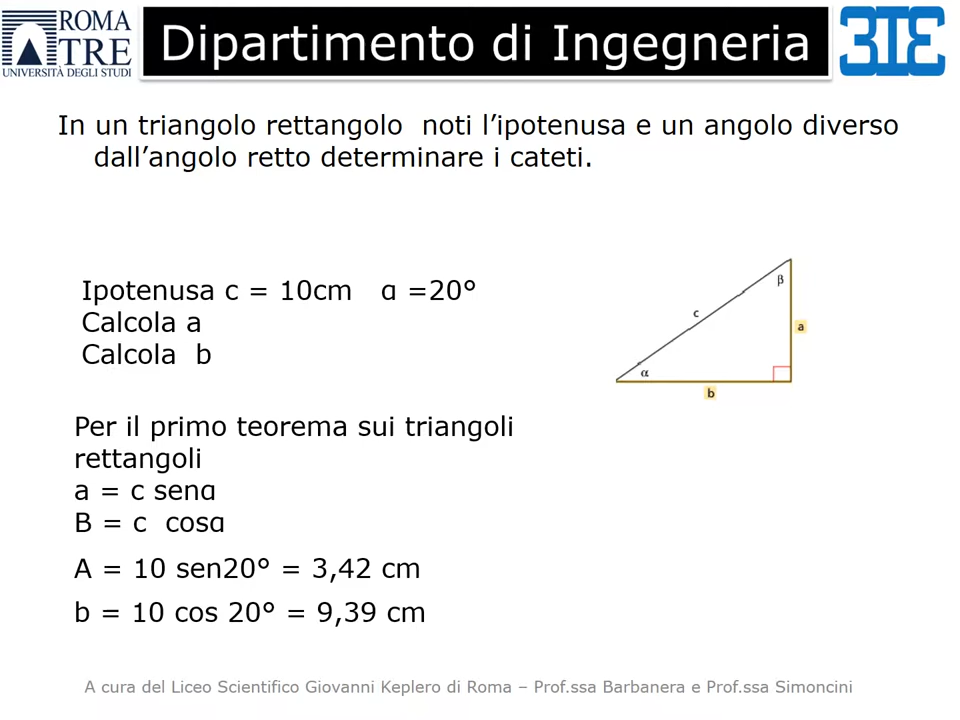 ROMA
TRE
UNIVERSITÀ DEGLI STUDI
Dipartimento di Ingegneria
In un triangolo rettangolo noti l’ipotenusa e un angolo diverso
dall’angolo retto determinare i cateti.
Ipotenusa c = 10cm ɑ =20°
Calcola a
Calcola b
β
c
a
α
b
Per il primo teorema sui triangoli
rettangoli
a = c senɑ
B = c cosɑ
A = 10 sen20° = 3,42 cm
b = 10 cos 20° = 9,39 cm
A cura del Liceo Scientifico Giovanni Keplero di Roma – Prof.ssa Barbanera e Prof.ssa Simoncini